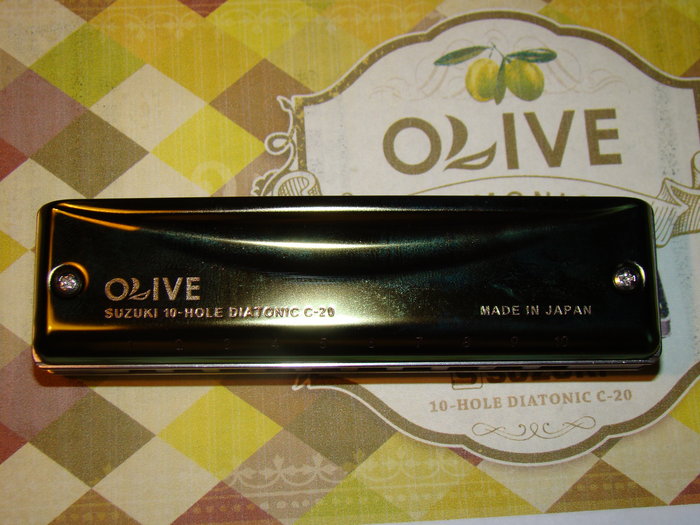 OLIVE
OLIVE
SUZUKI 10-HOLE DIATONIC C-20
MADE IN JAPAN
1 2 3 4 5 6 7 8 9 10
SUZUKI
10-HOLE DIATONIC C-20